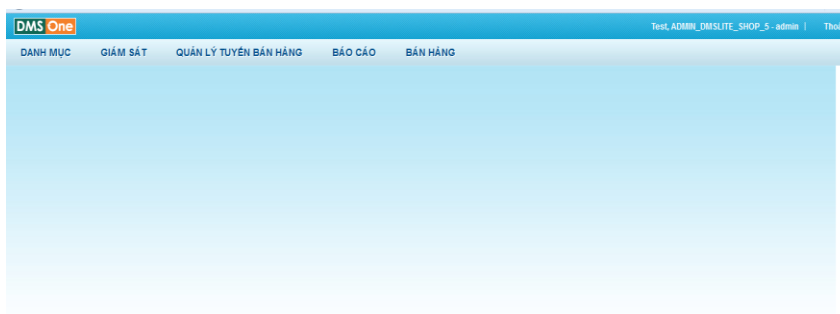 DMS One
Test, ADMIN_DMSLITE_SHOP_5 - admin |
DANH MỤC GIÁM SÁT QUẢN LÝ TUYẾN BÁN HÀNG BÁO CÁO BÁN HÀNG